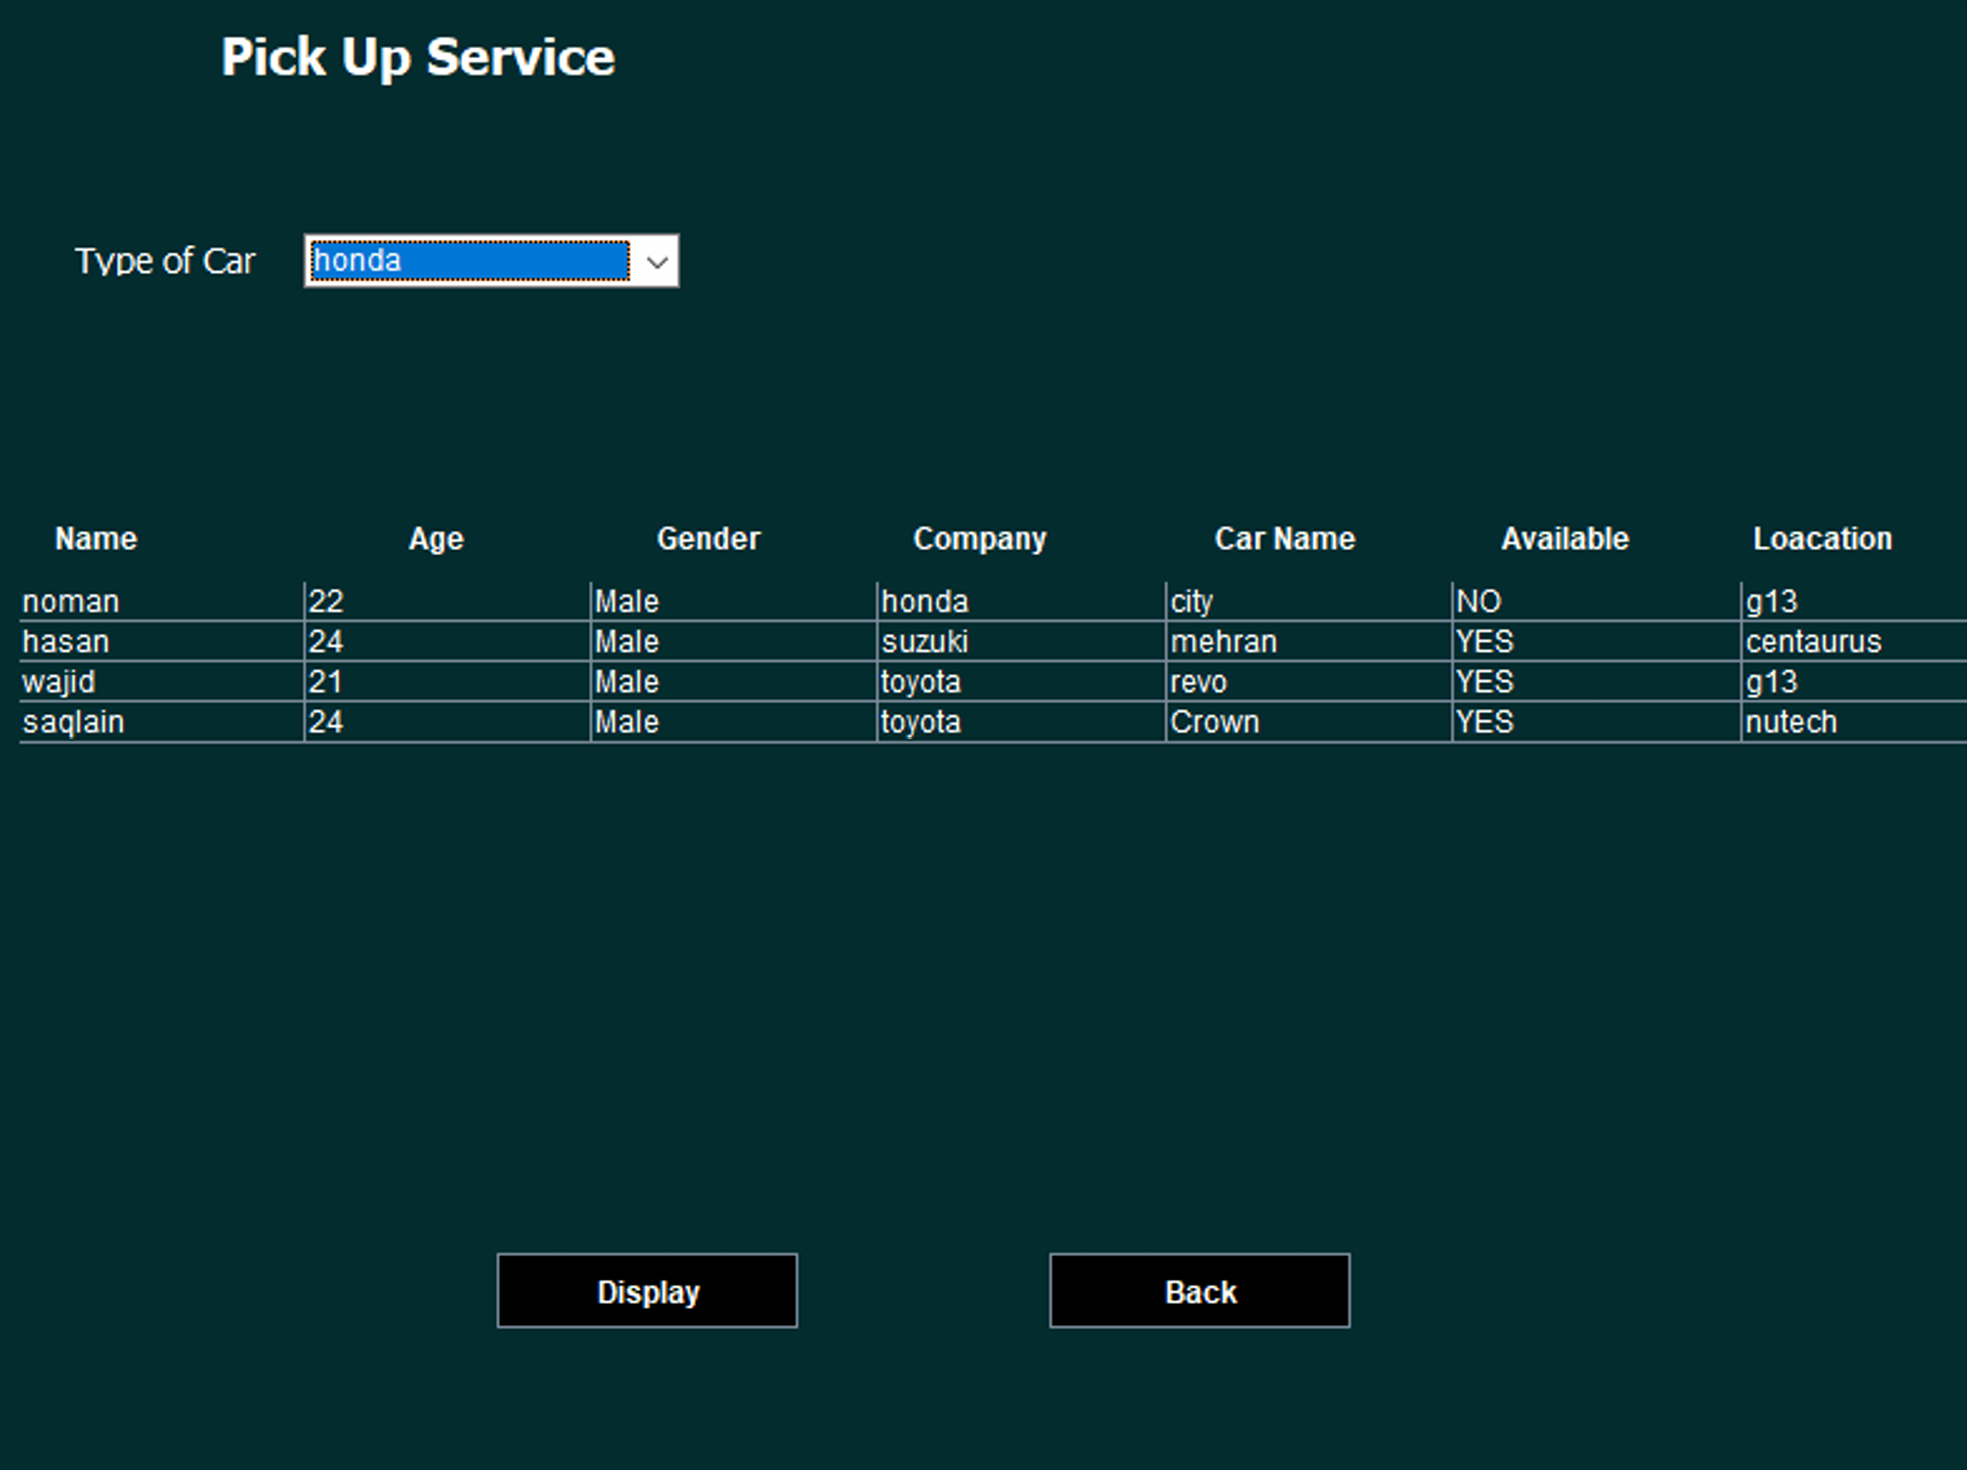 Pick Up Service
Type of Car honda
Name Age Gender Company Car Name Available Loacation
noman 22 Male honda city NO g13
hasan 24 Male suzuki mehran YES centaurus
wajid 21 Male toyota revo YES g13
saqlain 24 Male toyota Crown YES nutech
Display Back